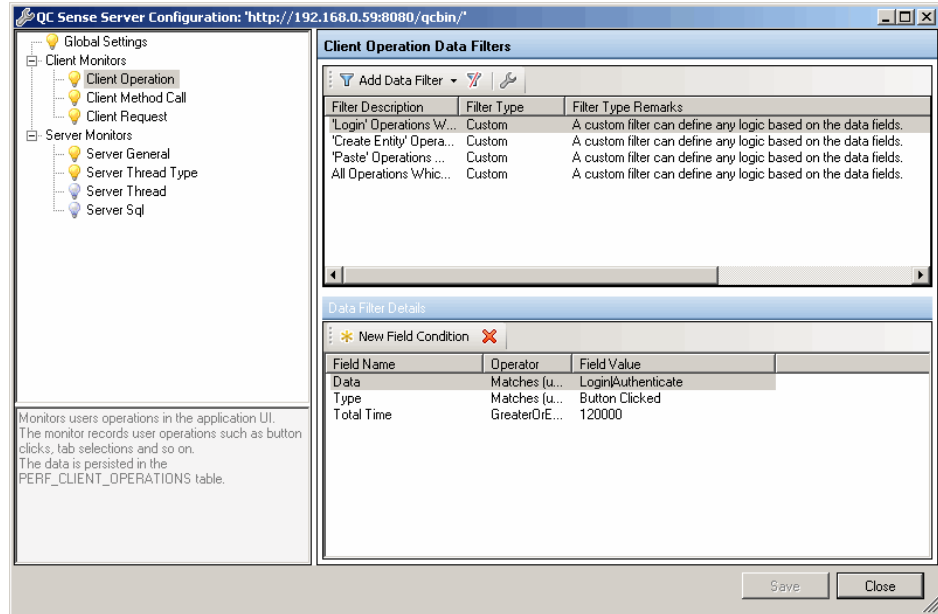 QC Sense Server Configuration: 'http://192.168.0.59:8080/qcbin/'
Global Settings
Client Monitors
Client Operation
Client Method Call
Client Request
Server Monitors
Server General
Server Thread Type
Server Thread
Server Sql
Monitors users operations in the application UI.
The monitor records user operations such as button
clicks, tab selections and so on.
The data is persisted in the
PERF_CLIENT_OPERATIONS table.
Client Operation Data Filters
Add Data Filter
Filter Description Filter Type Filter Type Remarks
'Login' Operations W... Custom A custom filter can define any logic based on the data fields.
'Create Entity' Opera... Custom A custom filter can define any logic based on the data fields.
'Paste' Operations ... Custom A custom filter can define any logic based on the data fields.
All Operations Whic... Custom A custom filter can define any logic based on the data fields.
Data Filter Details
New Field Condition
Field Name Operator Field Value
Data Matches (u... Login|Authenticate
Type Matches (u... Button Clicked
Total Time GreaterOrE... 120000
Save Close